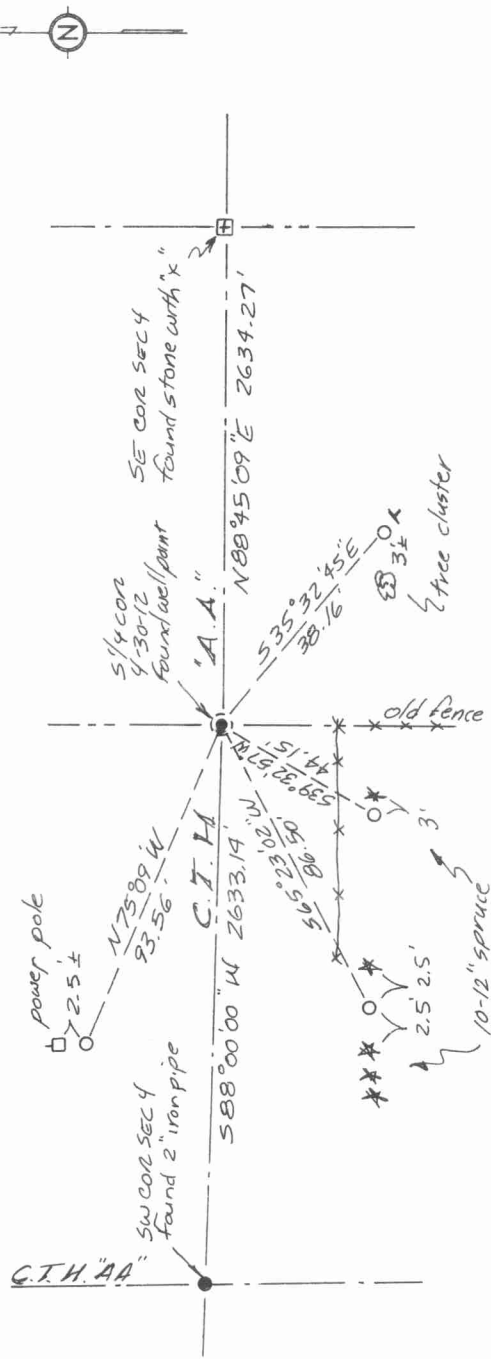 N
SE COR SEC 4
found stone with "x"
S 1/4 COR
4-30-12
found well point
N88°45'09"E 2634.27'
"A.A."
C.T.H.
S88°00'00"W 2633.14'
SW COR SEC 4
found 2" iron pipe
C.T.H. "AA"
power pole
2.5'±
N75°09' W
93.56'
S35°32'45"E
38.16'
3'±
tree cluster
S39°32'57"W
44.15'
S65°23'02"W
86.50'
old fence
3'
2.5' 2.5'
10-12" spruce